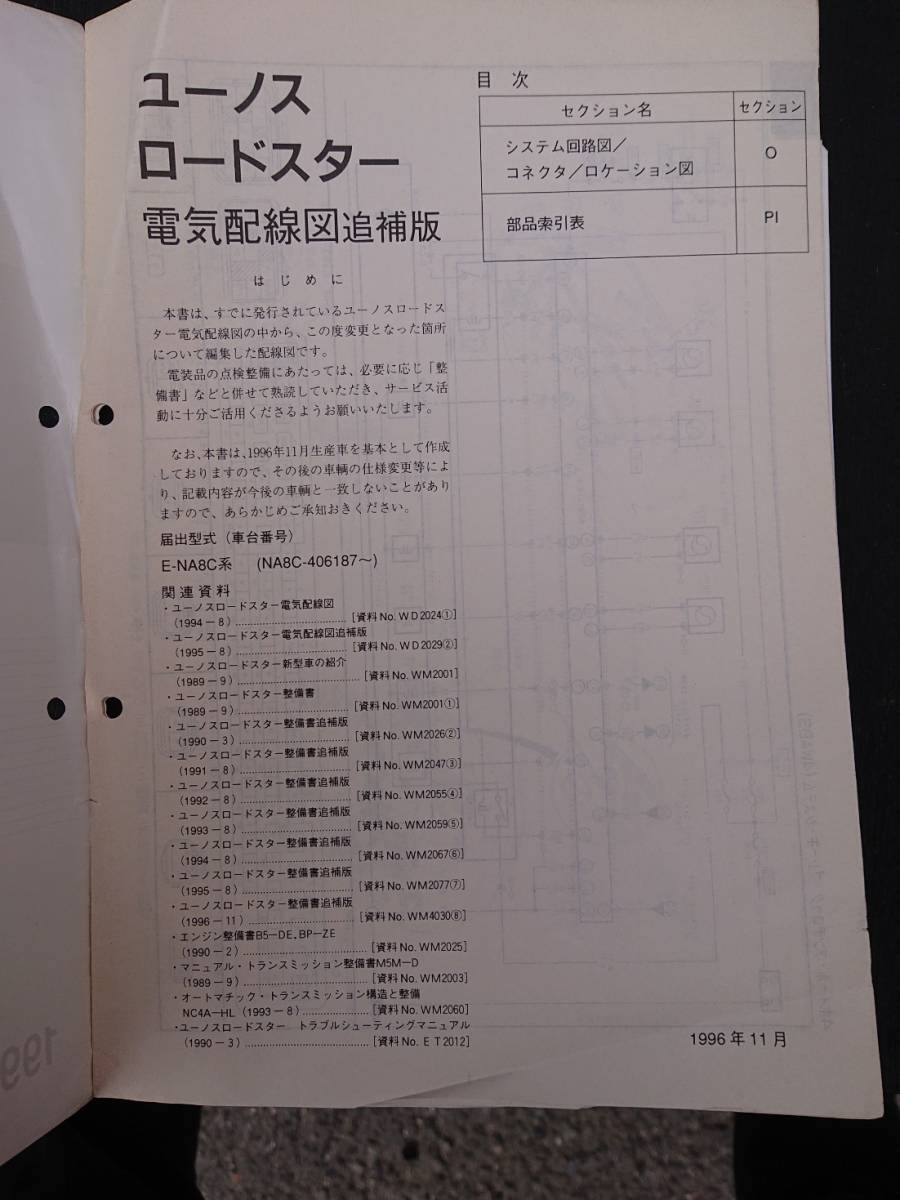 ユーノス
ロードスター
電気配線図追補版
はじめに
本書は、すでに発行されているユーノスロードス
ター電気配線図の中から、この度変更となった箇所
について編集した配線図です。
電装品の点検整備にあたっては、必要に応じ「整
備書」などと併せて熟読していただき、サービス活
動に十分ご活用くださるようお願いいたします。
なお、本書は、1996年11月生産車を基本として作成
しておりますので、その後の車輌の仕様変更等によ
り、記載内容が今後の車輌と一致しないことがあり
ますので、あらかじめご承知おきください。
届出型式（車台番号）
E-NA8C系 (NA8C-406187～)
関連資料
・ユーノスロードスター電気配線図
(1994－8) ........................ [資料No. WD2024①]
・ユーノスロードスター電気配線図追補版
(1995－8) ........................ [資料No. WD2029②]
・ユーノスロードスター新型車の紹介
(1989－9) ........................ [資料No. WM2001]
・ユーノスロードスター整備書
(1989－9) ........................ [資料No. WM2001①]
・ユーノスロードスター整備書追補版
(1990－3) ........................ [資料No. WM2026②]
・ユーノスロードスター整備書追補版
(1991－8) ........................ [資料No. WM2047③]
・ユーノスロードスター整備書追補版
(1992－8) ........................ [資料No. WM2055④]
・ユーノスロードスター整備書追補版
(1993－8) ........................ [資料No. WM2059⑤]
・ユーノスロードスター整備書追補版
(1994－8) ........................ [資料No. WM2067⑥]
・ユーノスロードスター整備書追補版
(1995－8) ........................ [資料No. WM2077⑦]
・ユーノスロードスター整備書追補版
(1996－11) ........................ [資料No. WM4030⑧]
・エンジン整備書B5－DE, BP－ZE
(1990－2) ........................ [資料No. WM2025]
・マニュアル・トランスミッション整備書M5M－D
(1989－9) ........................ [資料No. WM2003]
・オートマチック・トランスミッション構造と整備
NC4A－HL (1993－8) ................ [資料No. WM2060]
・ユーノスロードスター トラブルシューティングマニュアル
(1990－3) ........................ [資料No. ET2012]
目次
セクション名 セクション
システム回路図／
コネクタ／ロケーション図 O
部品索引表 PI
1996年11月